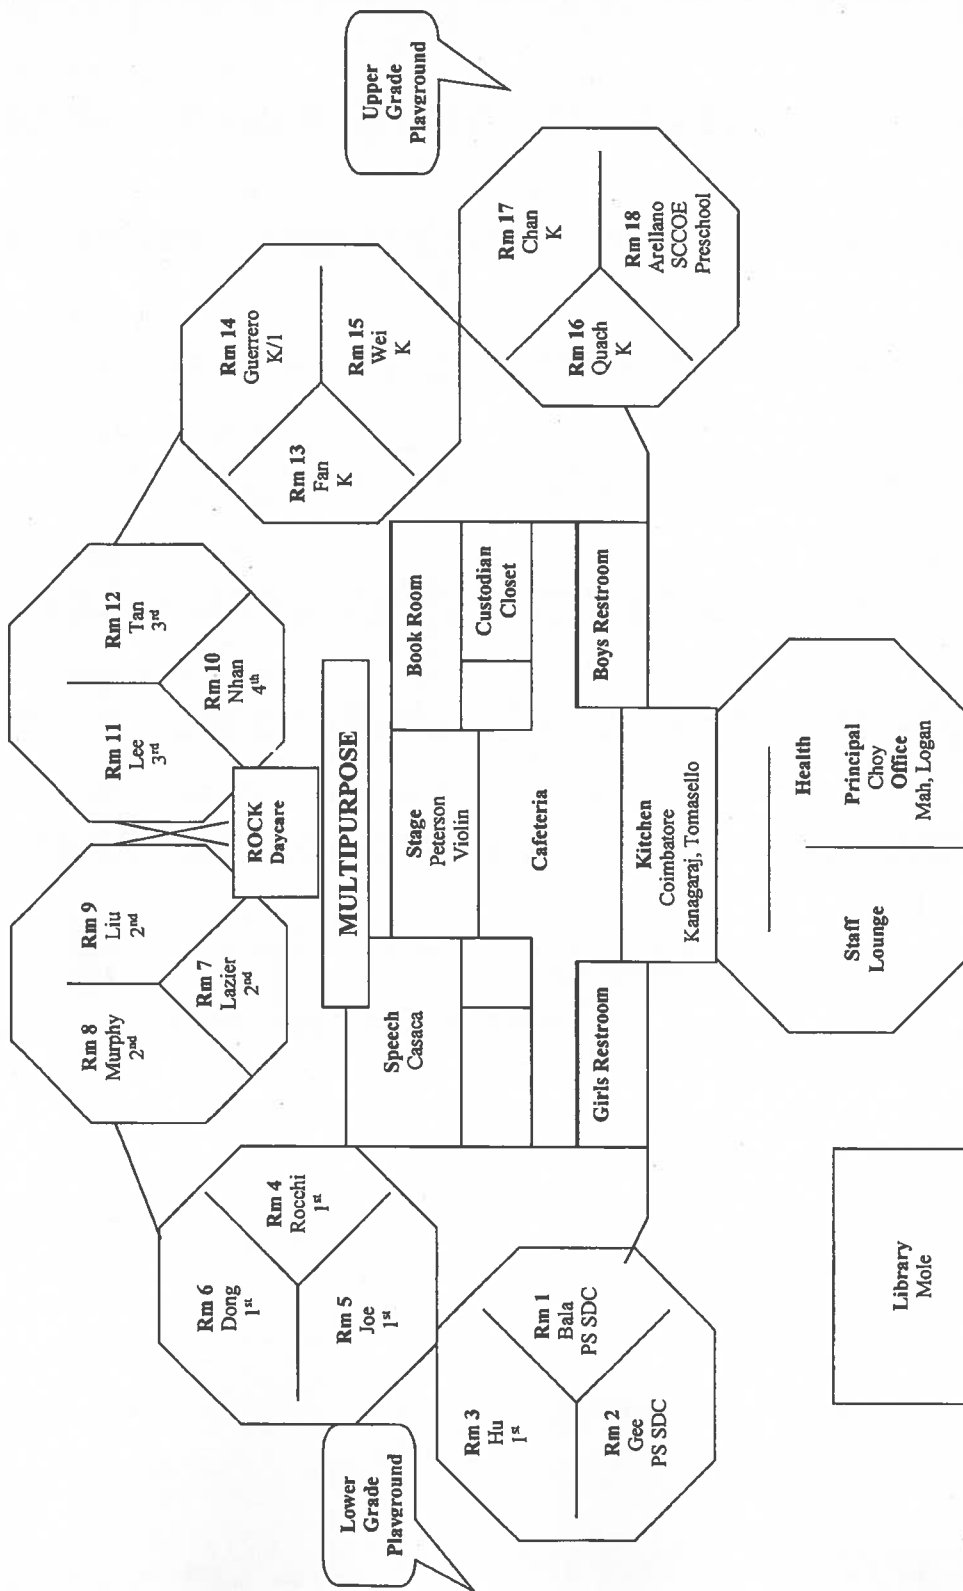 Lower
Grade
Playground
Upper
Grade
Playground
Rm 8
Murphy
2nd
Rm 9
Liu
2nd
Rm 7
Lazier
2nd
Rm 11
Lee
3rd
Rm 12
Tan
3rd
Rm 10
Nhan
4th
ROCK
Daycare
Rm 6
Dong
1st
Rm 4
Rocchi
1st
Rm 5
Joe
1st
Rm 14
Guerrero
K/1
Rm 13
Fan
K
Rm 15
Wei
K
MULTIPURPOSE
Speech
Casaca
Stage
Peterson
Violin
Book Room
Custodian
Closet
Cafeteria
Girls Restroom
Boys Restroom
Kitchen
Coimbatore
Kanagaraj, Tomasello
Rm 3
Hu
1st
Rm 1
Bala
PS SDC
Rm 2
Gee
PS SDC
Rm 17
Chan
K
Rm 16
Quach
K
Rm 18
Arellano
SCCOE
Preschool
Health
Staff
Lounge
Principal
Choy
Office
Mah, Logan
Library
Mole